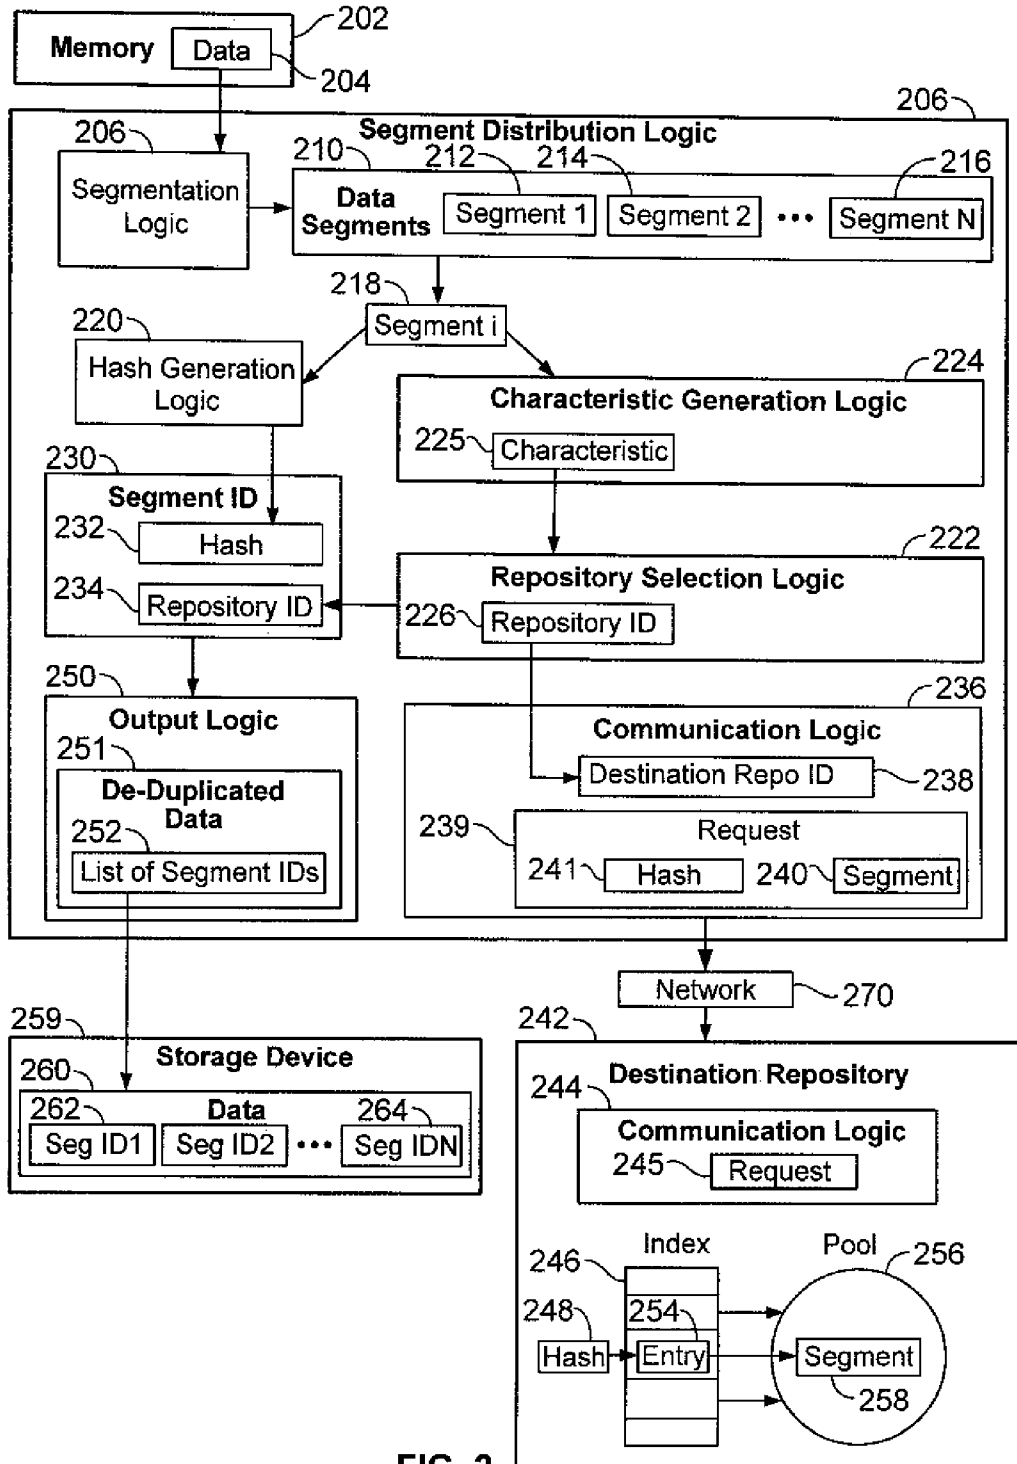 202
Memory
Data
204
206
Segment Distribution Logic
206
Segmentation
Logic
210
212
214
216
Data
Segments
Segment 1
Segment 2
•••
Segment N
218
Segment i
220
Hash Generation
Logic
224
Characteristic Generation Logic
225
Characteristic
230
Segment ID
232
Hash
234
Repository ID
222
Repository Selection Logic
226
Repository ID
250
Output Logic
251
De-Duplicated
Data
252
List of Segment IDs
236
Communication Logic
Destination Repo ID
238
239
Request
241
Hash
240
Segment
Network
270
259
Storage Device
260
Data
262
264
Seg ID1
Seg ID2
•••
Seg IDN
242
Destination Repository
244
Communication Logic
245
Request
Index
Pool
246
256
248
254
Hash
Entry
Segment
258
FIG. 2